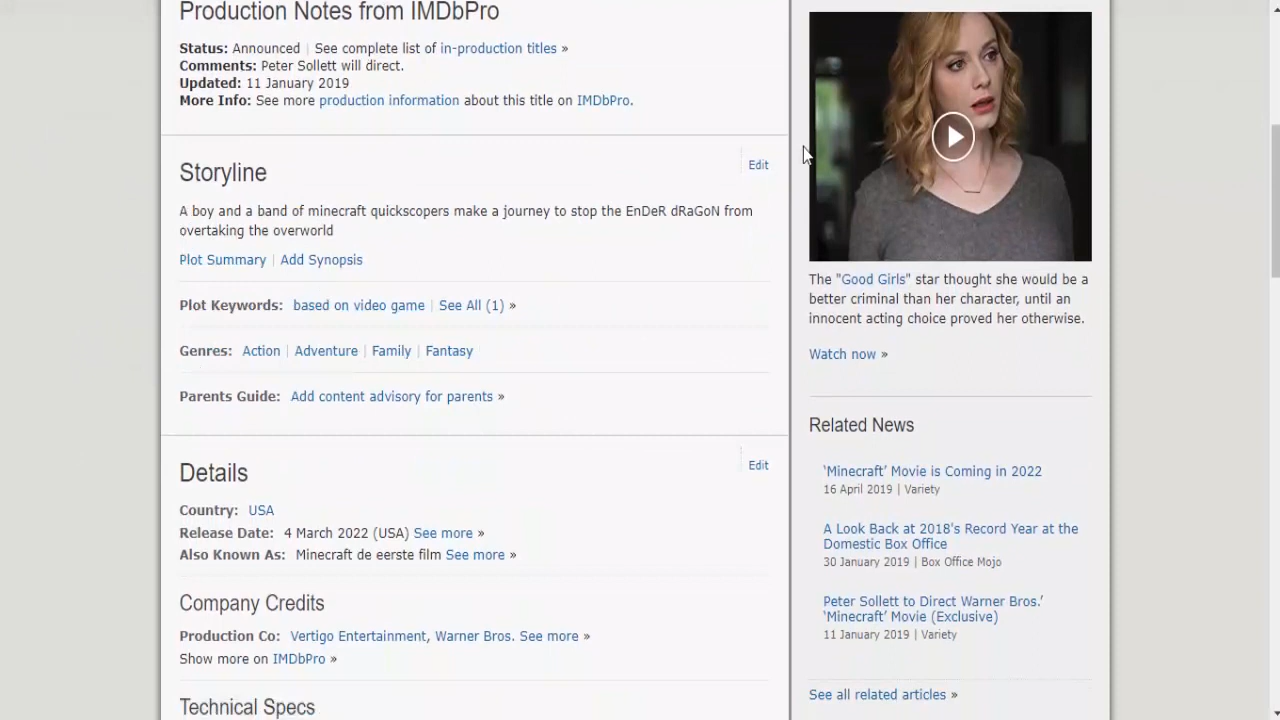 Production Notes from IMDbPro
Status: Announced | See complete list of in-production titles »
Comments: Peter Sollett will direct.
Updated: 11 January 2019
More Info: See more production information about this title on IMDbPro.
Storyline
Edit
A boy and a band of minecraft quickscopers make a journey to stop the EnDeR dRaGoN from
overtaking the overworld
Plot Summary | Add Synopsis
Plot Keywords: based on video game | See All (1) »
Genres: Action | Adventure | Family | Fantasy
Parents Guide: Add content advisory for parents »
Details
Edit
Country: USA
Release Date: 4 March 2022 (USA) See more »
Also Known As: Minecraft de eerste film See more »
Company Credits
Production Co: Vertigo Entertainment, Warner Bros. See more »
Show more on IMDbPro »
Technical Specs
The "Good Girls" star thought she would be a
better criminal than her character, until an
innocent acting choice proved her otherwise.
Watch now »
Related News
‘Minecraft’ Movie is Coming in 2022
16 April 2019 | Variety
A Look Back at 2018's Record Year at the
Domestic Box Office
30 January 2019 | Box Office Mojo
Peter Sollett to Direct Warner Bros.’
‘Minecraft’ Movie (Exclusive)
11 January 2019 | Variety
See all related articles »